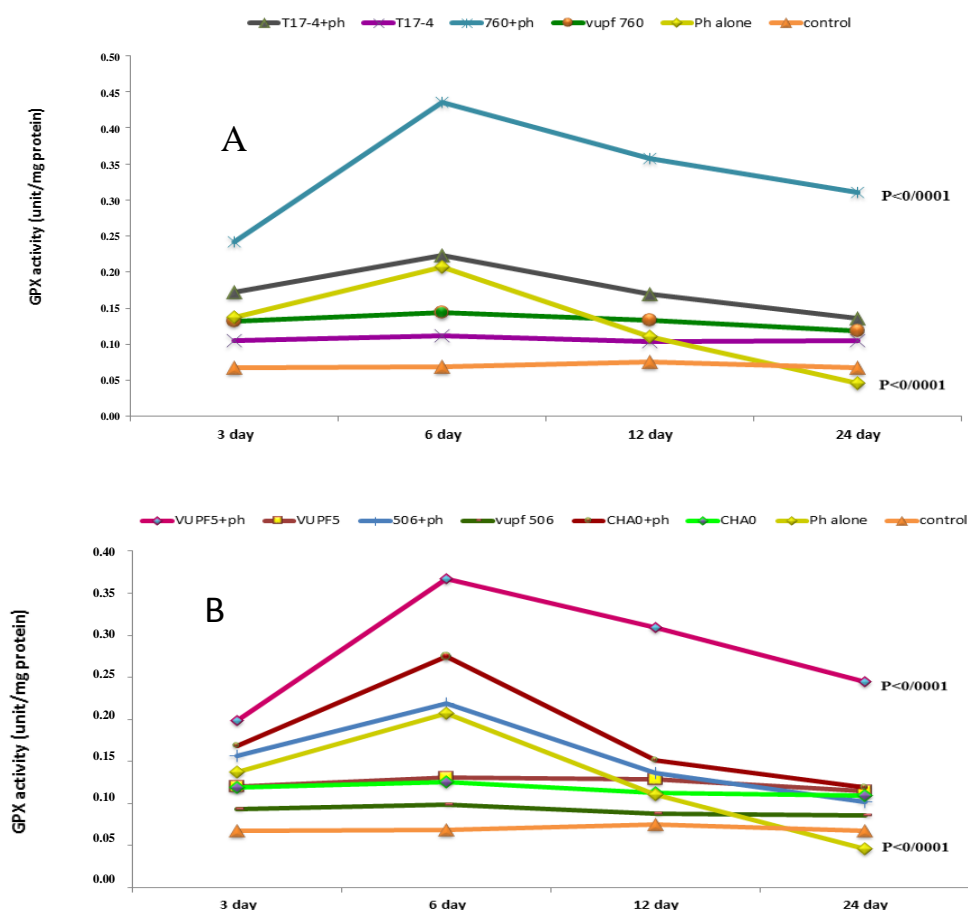 T17-4+ph T17-4 760+ph vupf 760 Ph alone control
GPX activity (unit/mg protein)
0.50
0.45
0.40
A
0.35
0.30
P<0/0001
0.25
0.20
0.15
0.10
0.05
P<0/0001
0.00
3 day 6 day 12 day 24 day
VUPF5+ph VUPF5 506+ph vupf 506 CHA0+ph CHA0 Ph alone control
GPX activity (unit/mg protein)
0.40
0.35
B
0.30
0.25
P<0/0001
0.20
0.15
0.10
0.05
P<0/0001
0.00
3 day 6 day 12 day 24 day